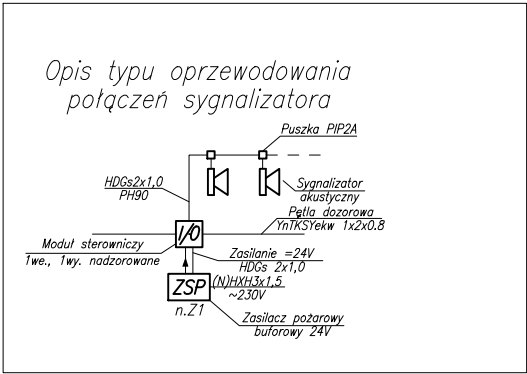 Opis typu oprzewodowania
połączeń sygnalizatora
Puszka PIP2A
HDGs2x1,0
PH90
Sygnalizator
akustyczny
Pętla dozorowa
YnTKSYekw 1x2x0.8
I/O
Moduł sterowniczy
1we., 1wy. nadzorowane
Zasilanie =24V
HDGs 2x1,0
ZSP
(N)HXH3x1,5
~230V
n.Z1
Zasilacz pożarowy
buforowy 24V